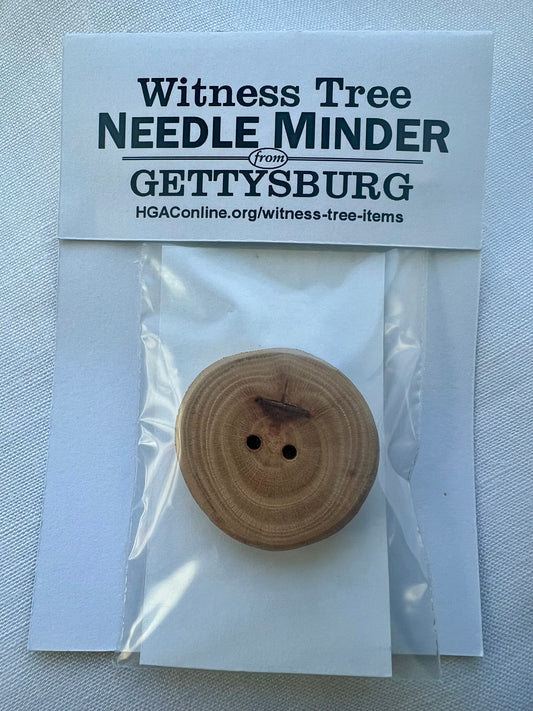 Witness Tree
NEEDLE MINDER
from
GETTYSBURG
HGAConline.org/witness-tree-items